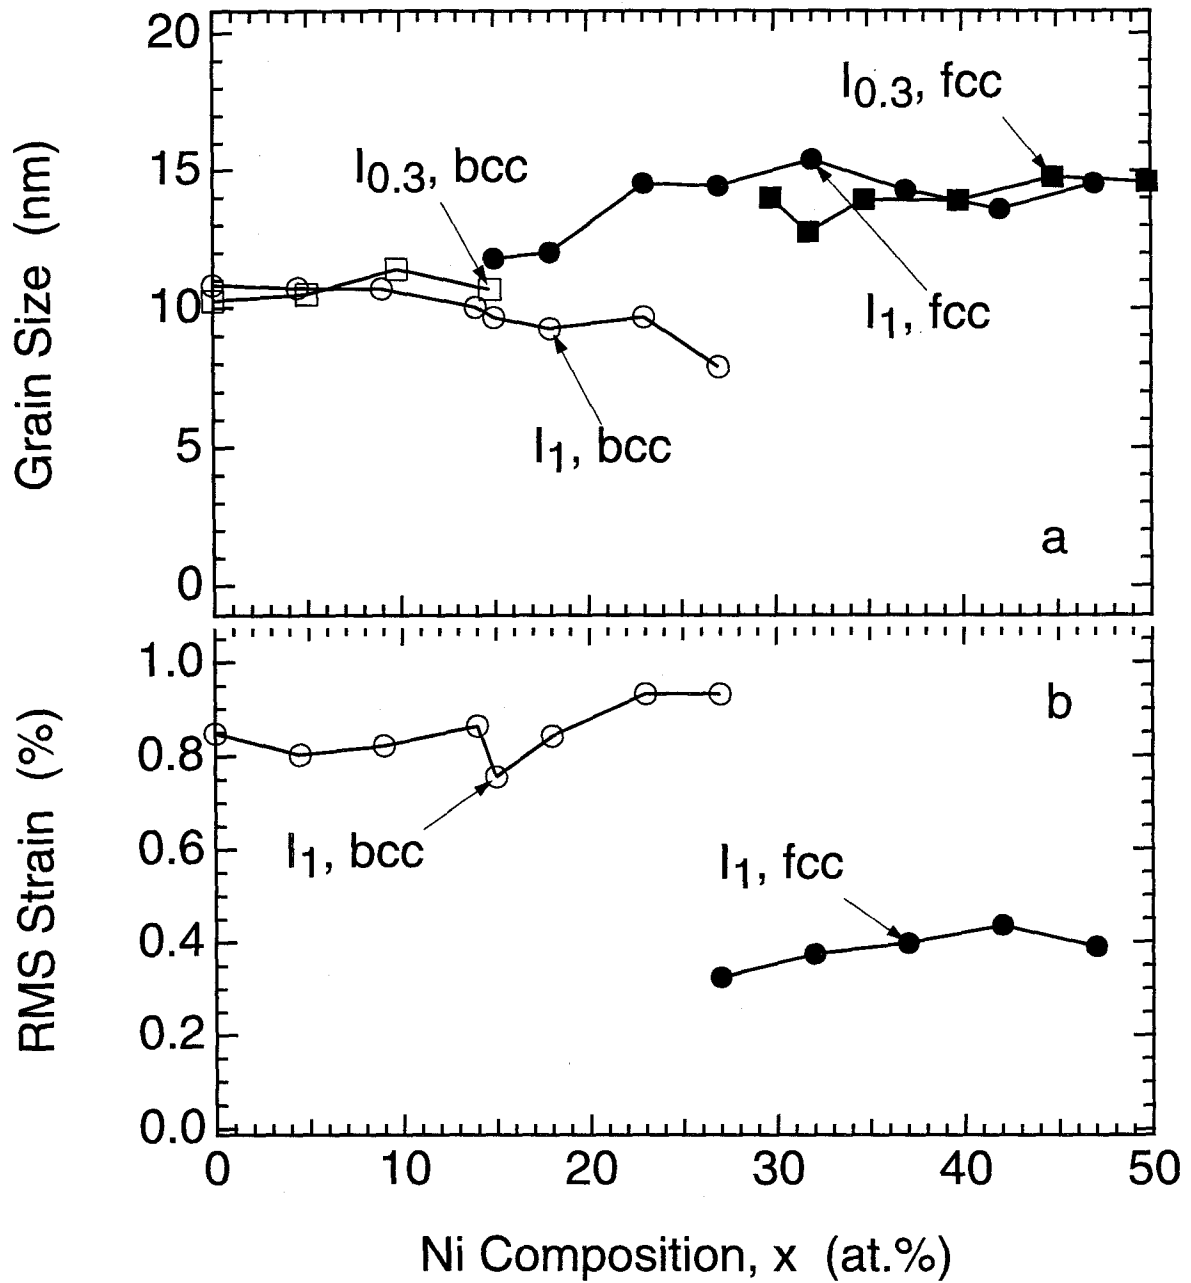 20
I0.3, fcc
I0.3, bcc
15
Grain Size (nm)
10
I1, fcc
I1, bcc
5
a
0
1.0
b
0.8
I1, bcc
I1, fcc
0.6
RMS Strain (%)
0.4
0.2
0.0
0 10 20 30 40 50
Ni Composition, x (at.%)